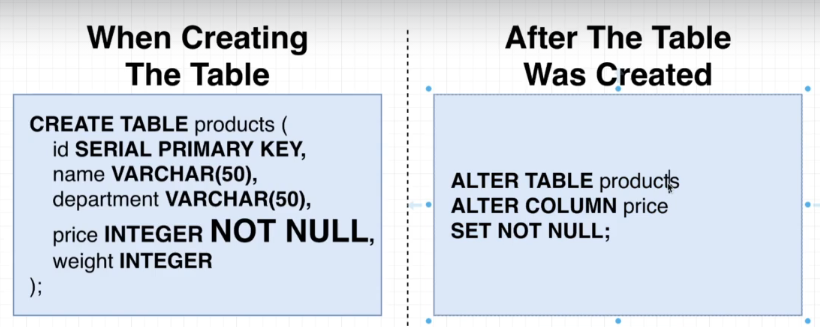 When Creating
The Table
CREATE TABLE products (
id SERIAL PRIMARY KEY,
name VARCHAR(50),
department VARCHAR(50),
price INTEGER NOT NULL,
weight INTEGER
);
After The Table
Was Created
ALTER TABLE products
ALTER COLUMN price
SET NOT NULL;